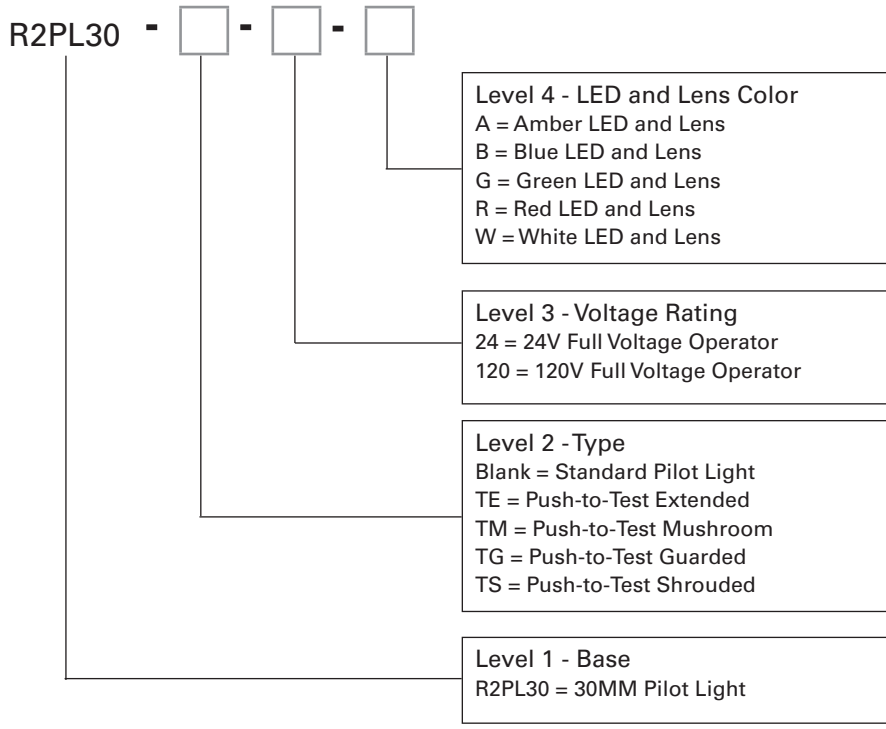 R2PL30 - - -
Level 4 - LED and Lens Color
A = Amber LED and Lens
B = Blue LED and Lens
G = Green LED and Lens
R = Red LED and Lens
W = White LED and Lens
Level 3 - Voltage Rating
24 = 24V Full Voltage Operator
120 = 120V Full Voltage Operator
Level 2 - Type
Blank = Standard Pilot Light
TE = Push-to-Test Extended
TM = Push-to-Test Mushroom
TG = Push-to-Test Guarded
TS = Push-to-Test Shrouded
Level 1 - Base
R2PL30 = 30MM Pilot Light